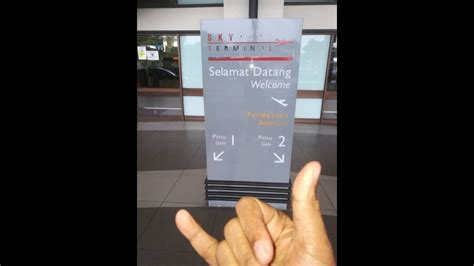 SKY
TERMINAL
Selamat Datang
Welcome
Pintu 1
Gate
Pintu 2
Gate